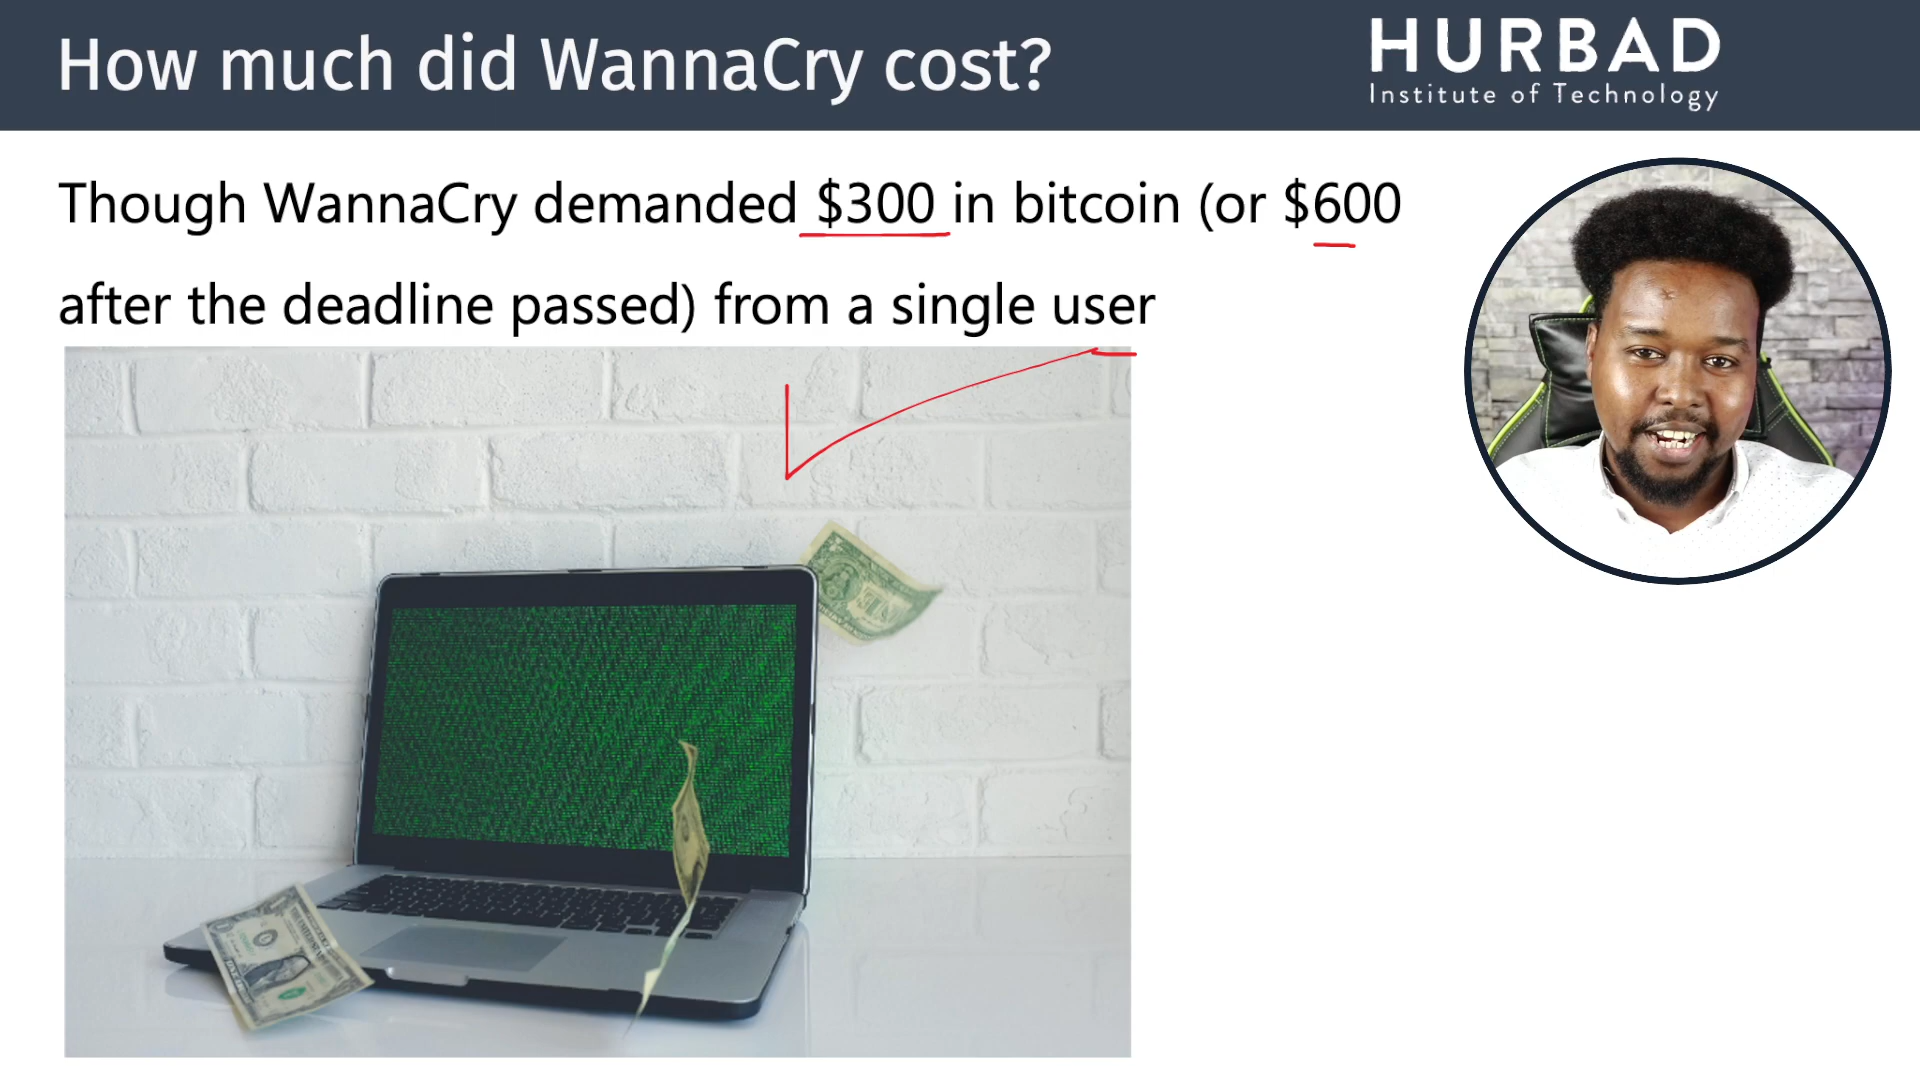 How much did WannaCry cost?
HURBAD
Institute of Technology
Though WannaCry demanded $300 in bitcoin (or $600
after the deadline passed) from a single user